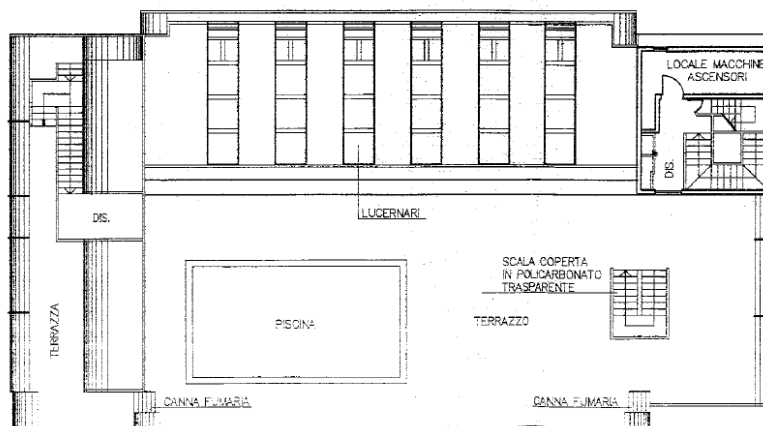 LOCALE MACCHINE
ASCENSORI
DIS.
LUCERNARI
DIS.
SCALA COPERTA
IN POLICARBONATO
TRASPARENTE
TERRAZZA
PISCINA
TERRAZZO
CANNA FUMARIA
CANNA FUMARIA